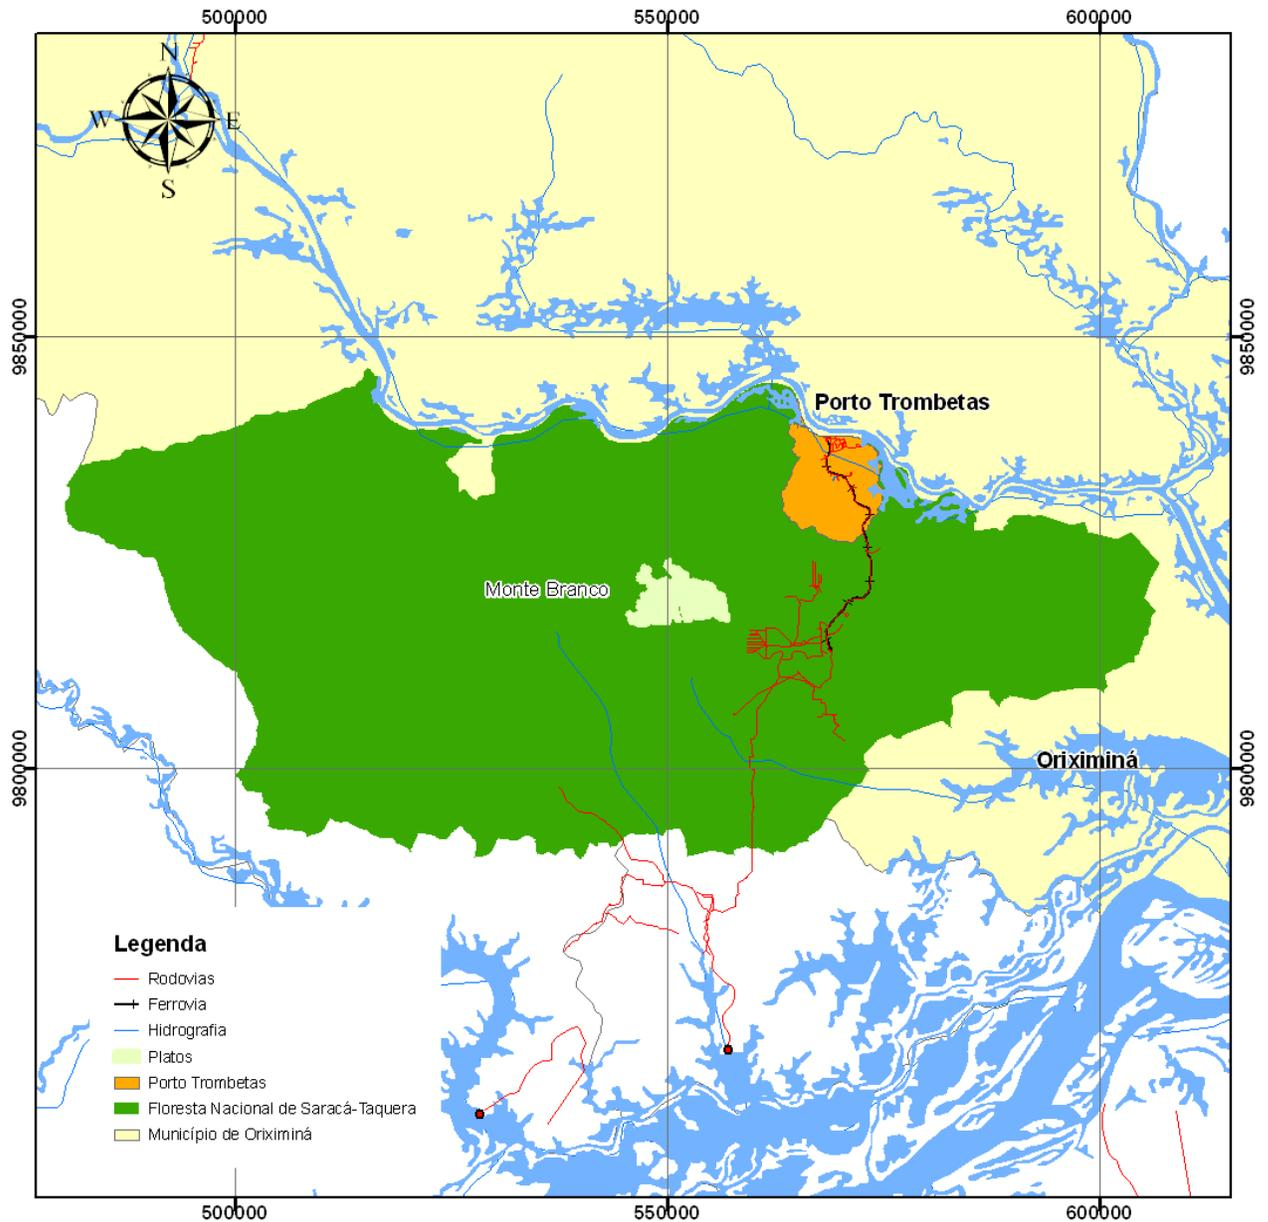 500000 550000 600000
N
W E
S
9850000 9850000
Porto Trombetas
Monte Branco
Oriximiná
9800000 9800000
Legenda
Rodovias
Ferrovia
Hidrografia
Platos
Porto Trombetas
Floresta Nacional de Saracá-Taquera
Município de Oriximiná
500000 550000 600000